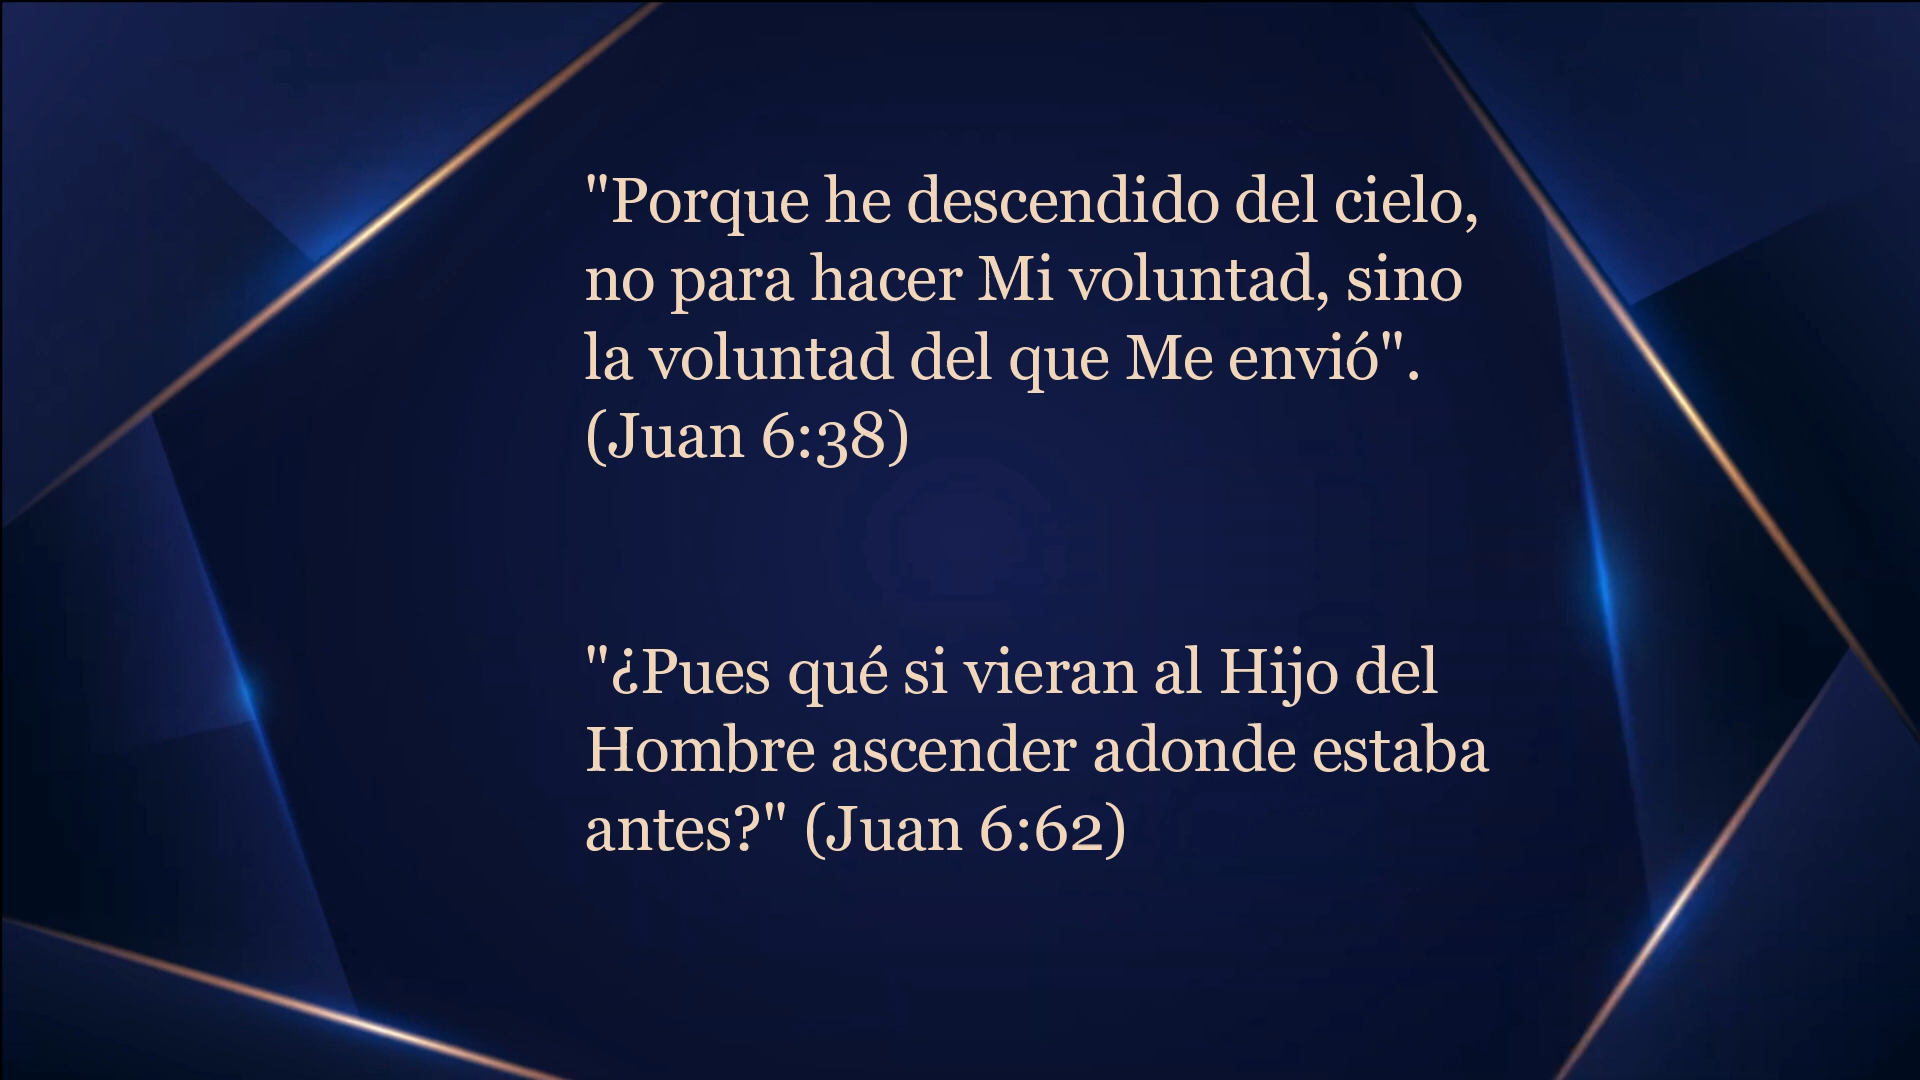 "Porque he descendido del cielo,
no para hacer Mi voluntad, sino
la voluntad del que Me envió".
(Juan 6:38)
"¿Pues qué si vieran al Hijo del
Hombre ascender adonde estaba
antes?" (Juan 6:62)